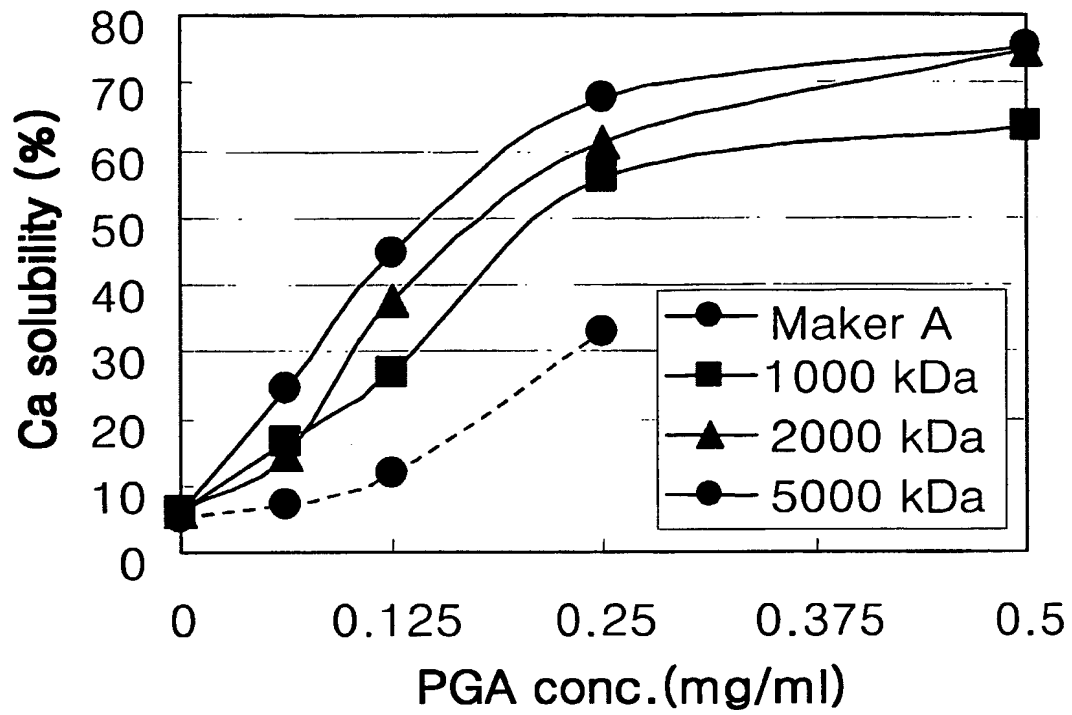 80
70
60
50
40
30
20
10
0
Ca solubility (%)
Maker A
1000 kDa
2000 kDa
5000 kDa
0 0.125 0.25 0.375 0.5
PGA conc.(mg/ml)